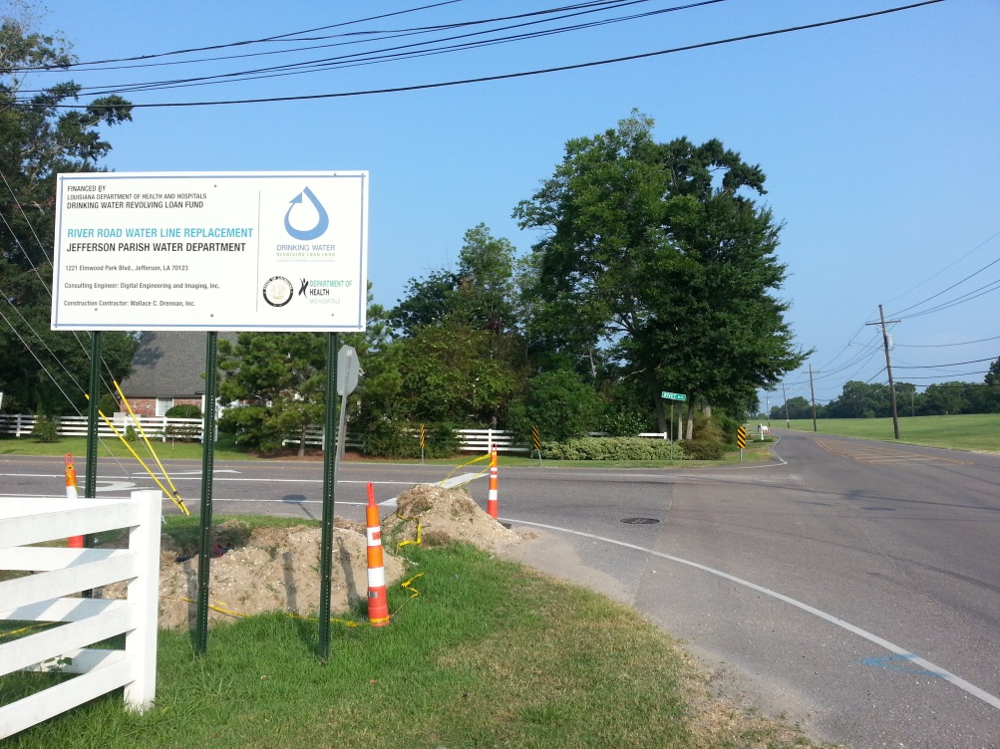 FINANCED BY
LOUISIANA DEPARTMENT OF HEALTH AND HOSPITALS
DRINKING WATER REVOLVING LOAN FUND
RIVER ROAD WATER LINE REPLACEMENT
JEFFERSON PARISH WATER DEPARTMENT
1221 Elmwood Park Blvd., Jefferson, LA 70123
Consulting Engineer: Digital Engineering and Imaging, Inc.
Construction Contractor: Wallace C. Drennan, Inc.
DRINKING WATER
REVOLVING LOAN FUND
DEPARTMENT OF
HEALTH
AND HOSPITALS